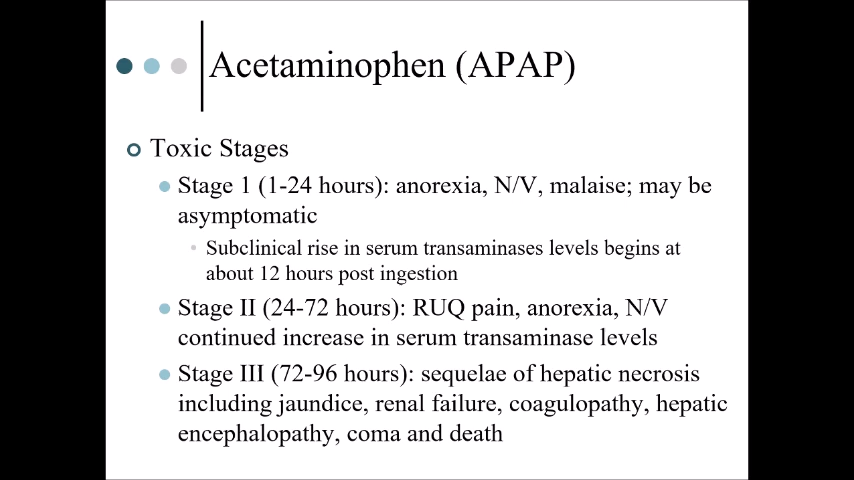 Acetaminophen (APAP)
Toxic Stages
Stage 1 (1-24 hours): anorexia, N/V, malaise; may be
asymptomatic
Subclinical rise in serum transaminases levels begins at
about 12 hours post ingestion
Stage II (24-72 hours): RUQ pain, anorexia, N/V
continued increase in serum transaminase levels
Stage III (72-96 hours): sequelae of hepatic necrosis
including jaundice, renal failure, coagulopathy, hepatic
encephalopathy, coma and death